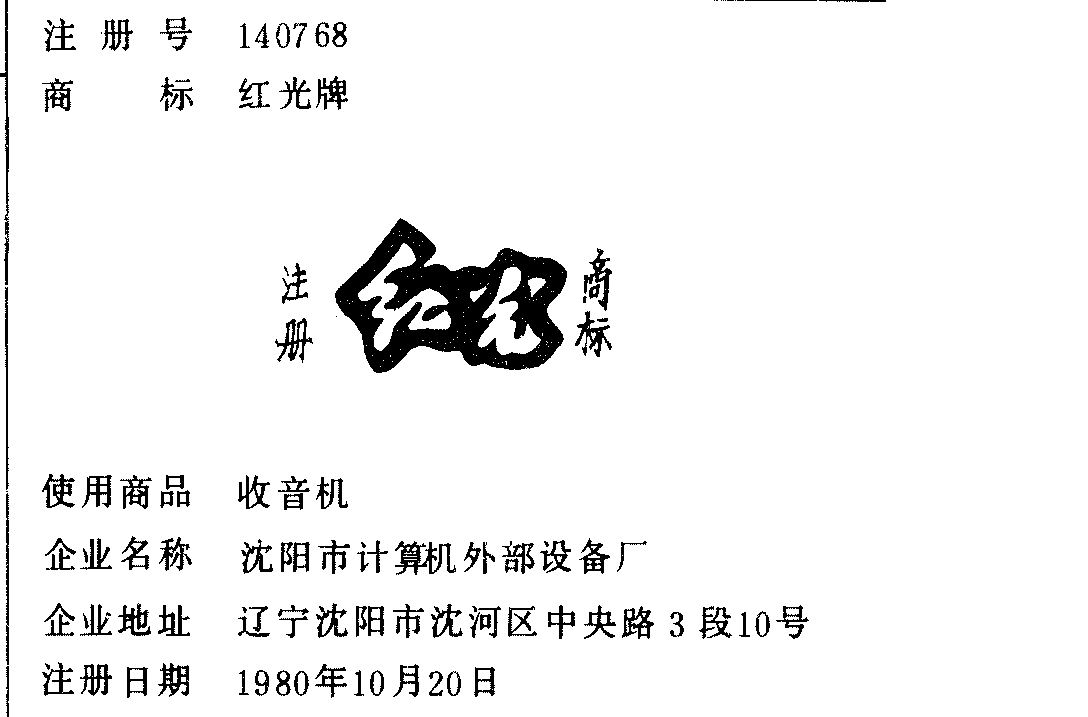 注册号 140768
商标 红光牌
注册 红光 商标
使用商品 收音机
企业名称 沈阳市计算机外部设备厂
企业地址 辽宁沈阳市沈河区中央路3段10号
注册日期 1980年10月20日